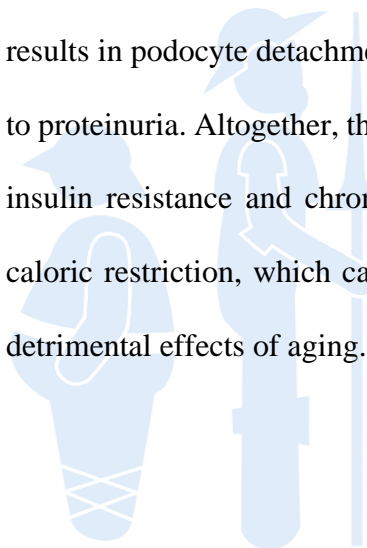 results in podocyte detachm
to proteinuria. Altogether, th
insulin resistance and chron
caloric restriction, which ca
detrimental effects of aging.